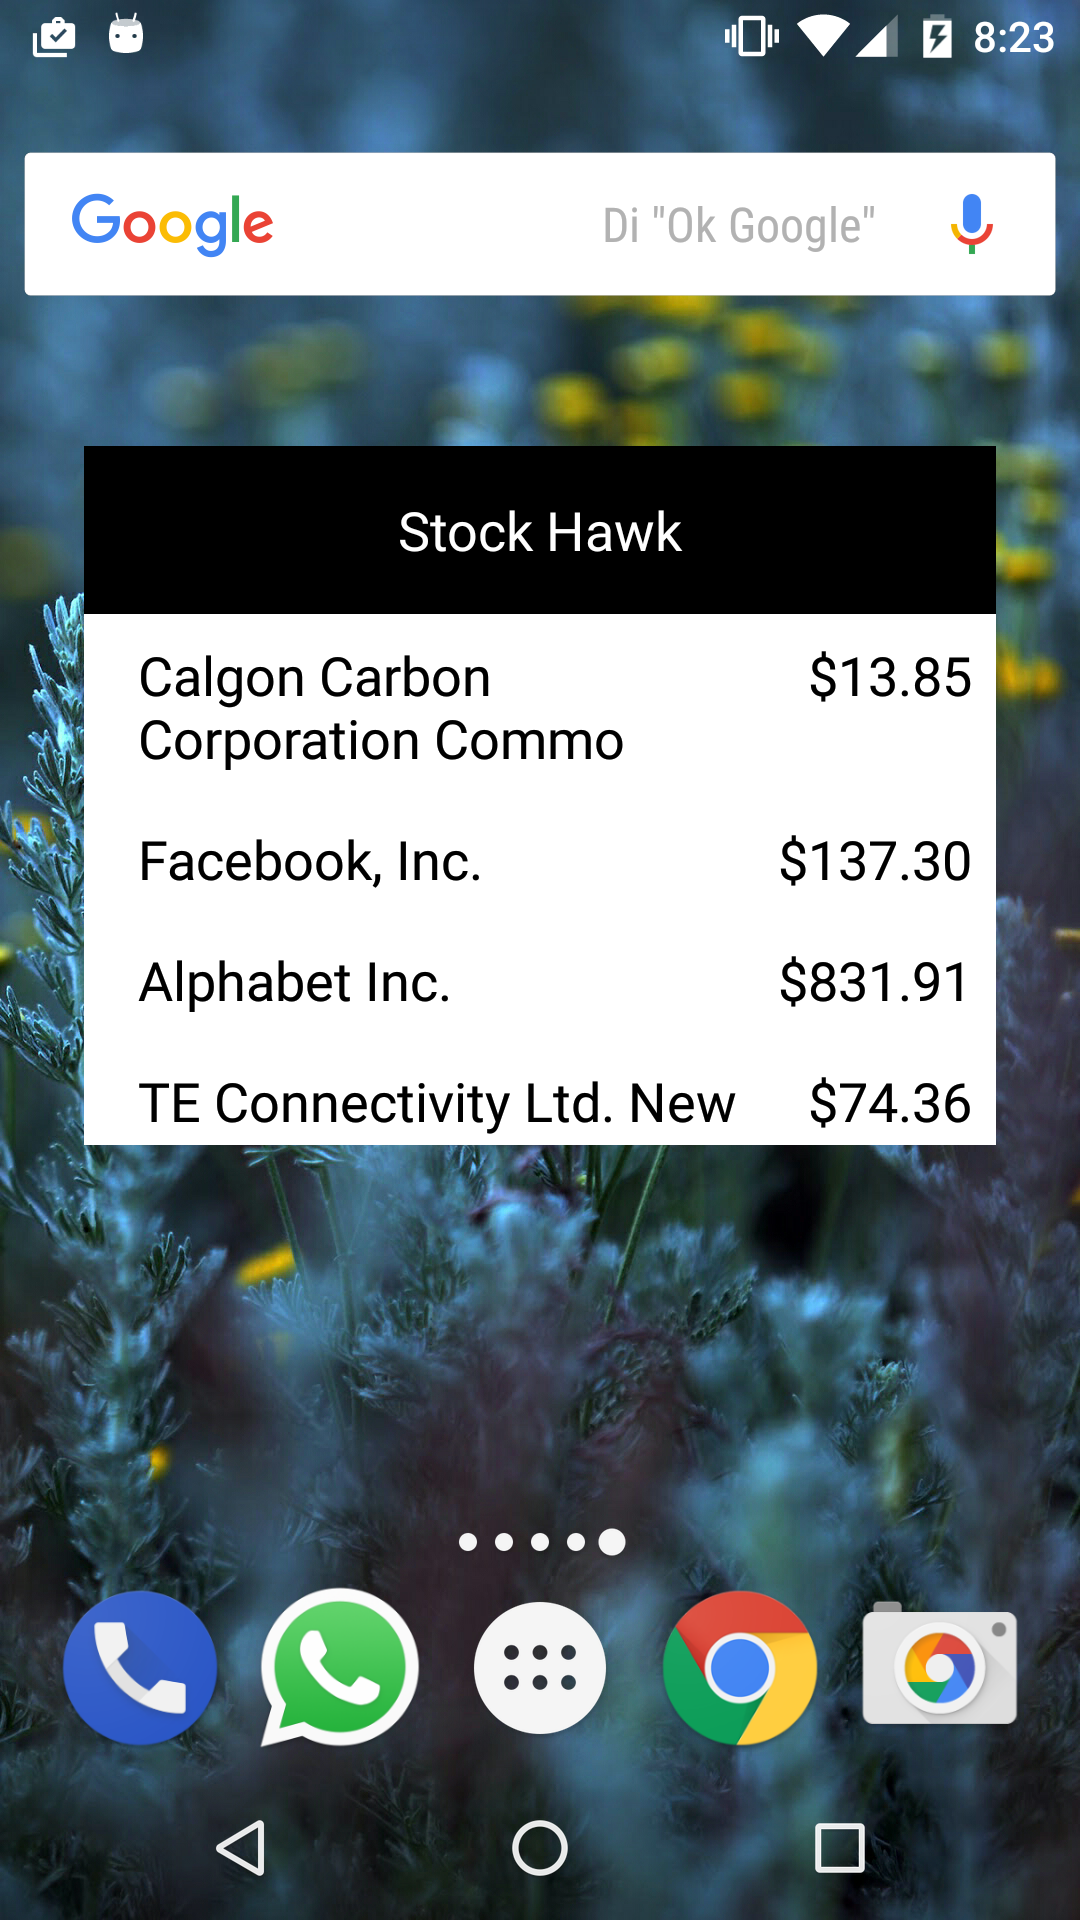 8:23
Google
Di "Ok Google"
Stock Hawk
Calgon Carbon $13.85
Corporation Commo
Facebook, Inc. $137.30
Alphabet Inc. $831.91
TE Connectivity Ltd. New $74.36